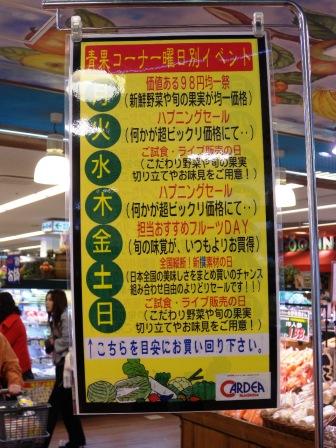 青果コーナー曜日別イベント
月
価値ある98円均一祭
(新鮮野菜や旬の果実が均一価格)
火
ハプニングセール
(何かが超ビックリ価格にて‥)
水
ご試食・ライブ販売の日
(こだわり野菜や旬の果実
切り立てやお味見をご用意!)
木
ハプニングセール
(何かが超ビックリ価格にて‥)
金
担当おすすめフルーツDAY
(旬の味覚が、いつもよりお買得)
土
全国縦断!新撰素材の日
(日本全国の美味しさをまとめ買いのチャンス
組み合わせ自由のよりどりセールです!!)
日
ご試食・ライブ販売の日
(こだわり野菜や旬の果実
切り立てやお味見をご用意!)
↑こちらを目安にお買い回り下さい。
CARDEA